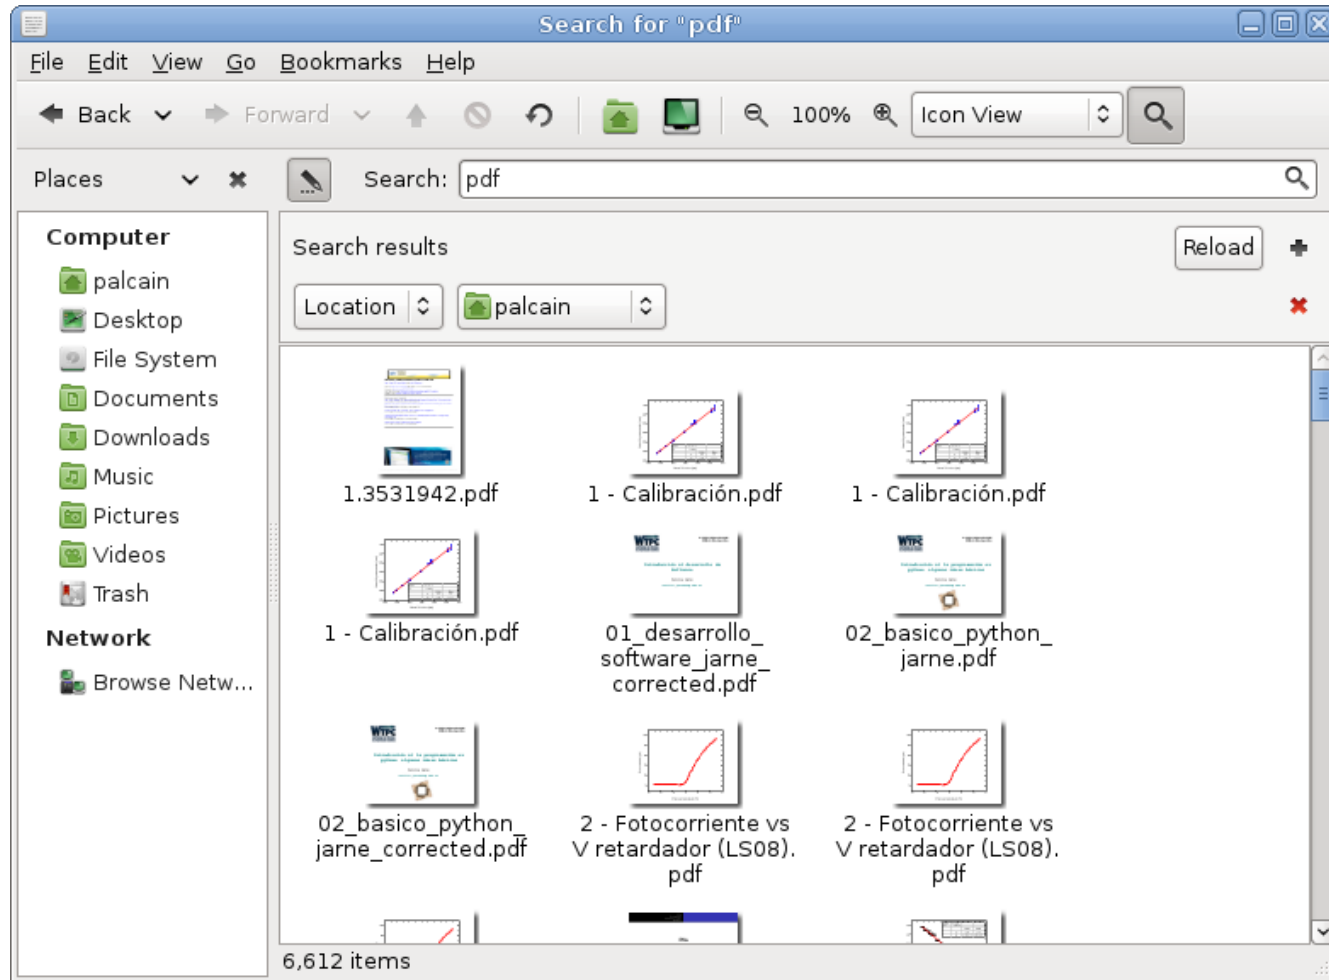 Search for "pdf"
File Edit View Go Bookmarks Help
Back Forward 100% Icon View
Places Search: pdf
Computer
palcain
Desktop
File System
Documents
Downloads
Music
Pictures
Videos
Trash
Network
Browse Netw...
Search results Reload
Location palcain
1.3531942.pdf
1 - Calibración.pdf
1 - Calibración.pdf
1 - Calibración.pdf
WTPC
01_desarrollo_
software_jarne_
corrected.pdf
WTPC
02_basico_python_
jarne.pdf
WTPC
02_basico_python_
jarne_corrected.pdf
2 - Fotocorriente vs
V retardador (LS08).
pdf
2 - Fotocorriente vs
V retardador (LS08).
pdf
6,612 items